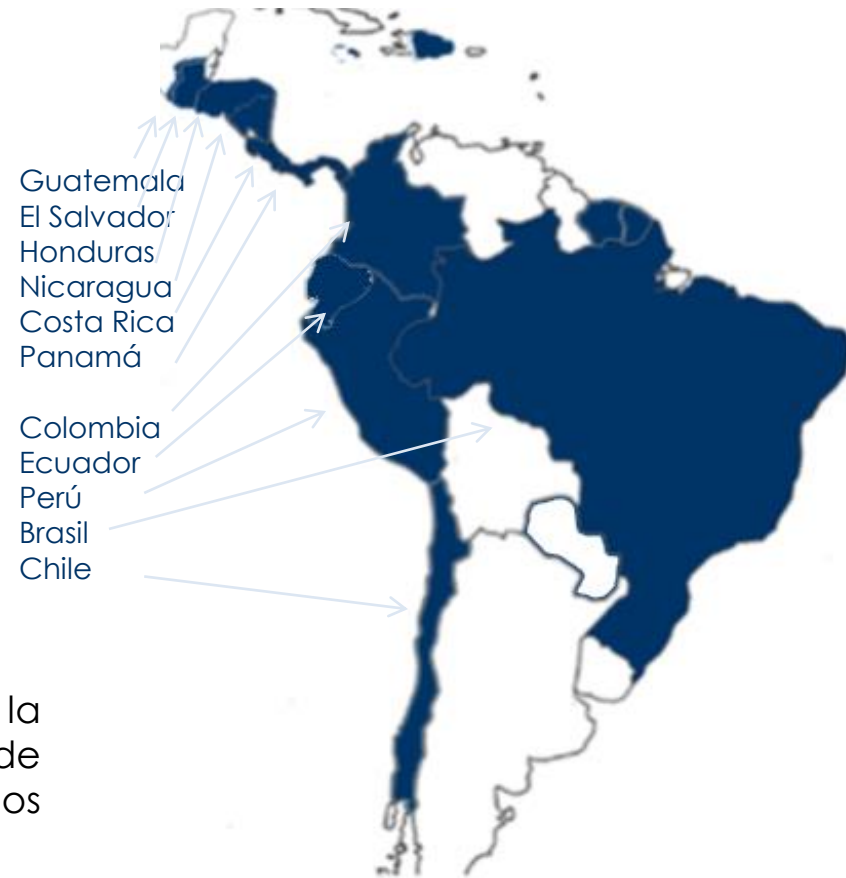 Guatemala
El Salvador
Honduras
Nicaragua
Costa Rica
Panamá
Colombia
Ecuador
Perú
Brasil
Chile
la
de
os